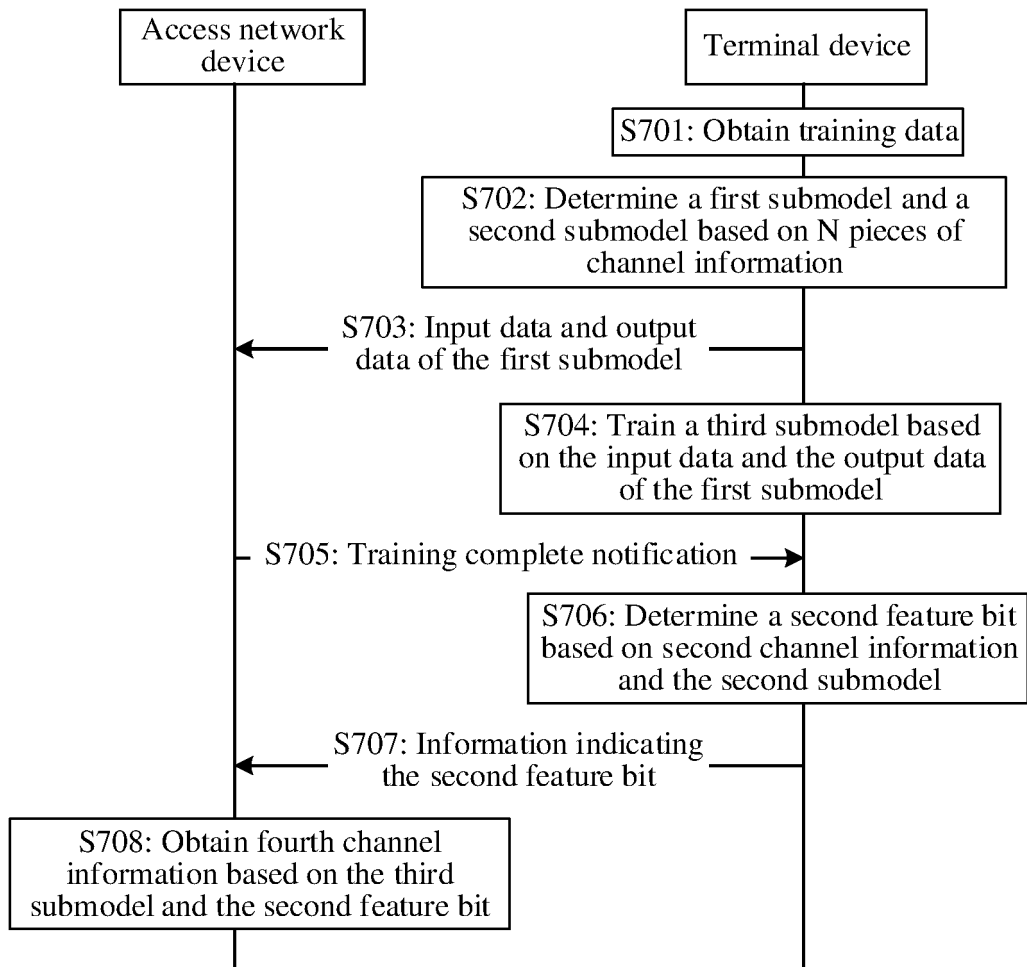 Access network
device
Terminal device
S701: Obtain training data
S702: Determine a first submodel and a
second submodel based on N pieces of
channel information
S703: Input data and output
data of the first submodel
S704: Train a third submodel based
on the input data and the output data
of the first submodel
S705: Training complete notification
S706: Determine a second feature bit
based on second channel information
and the second submodel
S707: Information indicating
the second feature bit
S708: Obtain fourth channel
information based on the third
submodel and the second feature bit